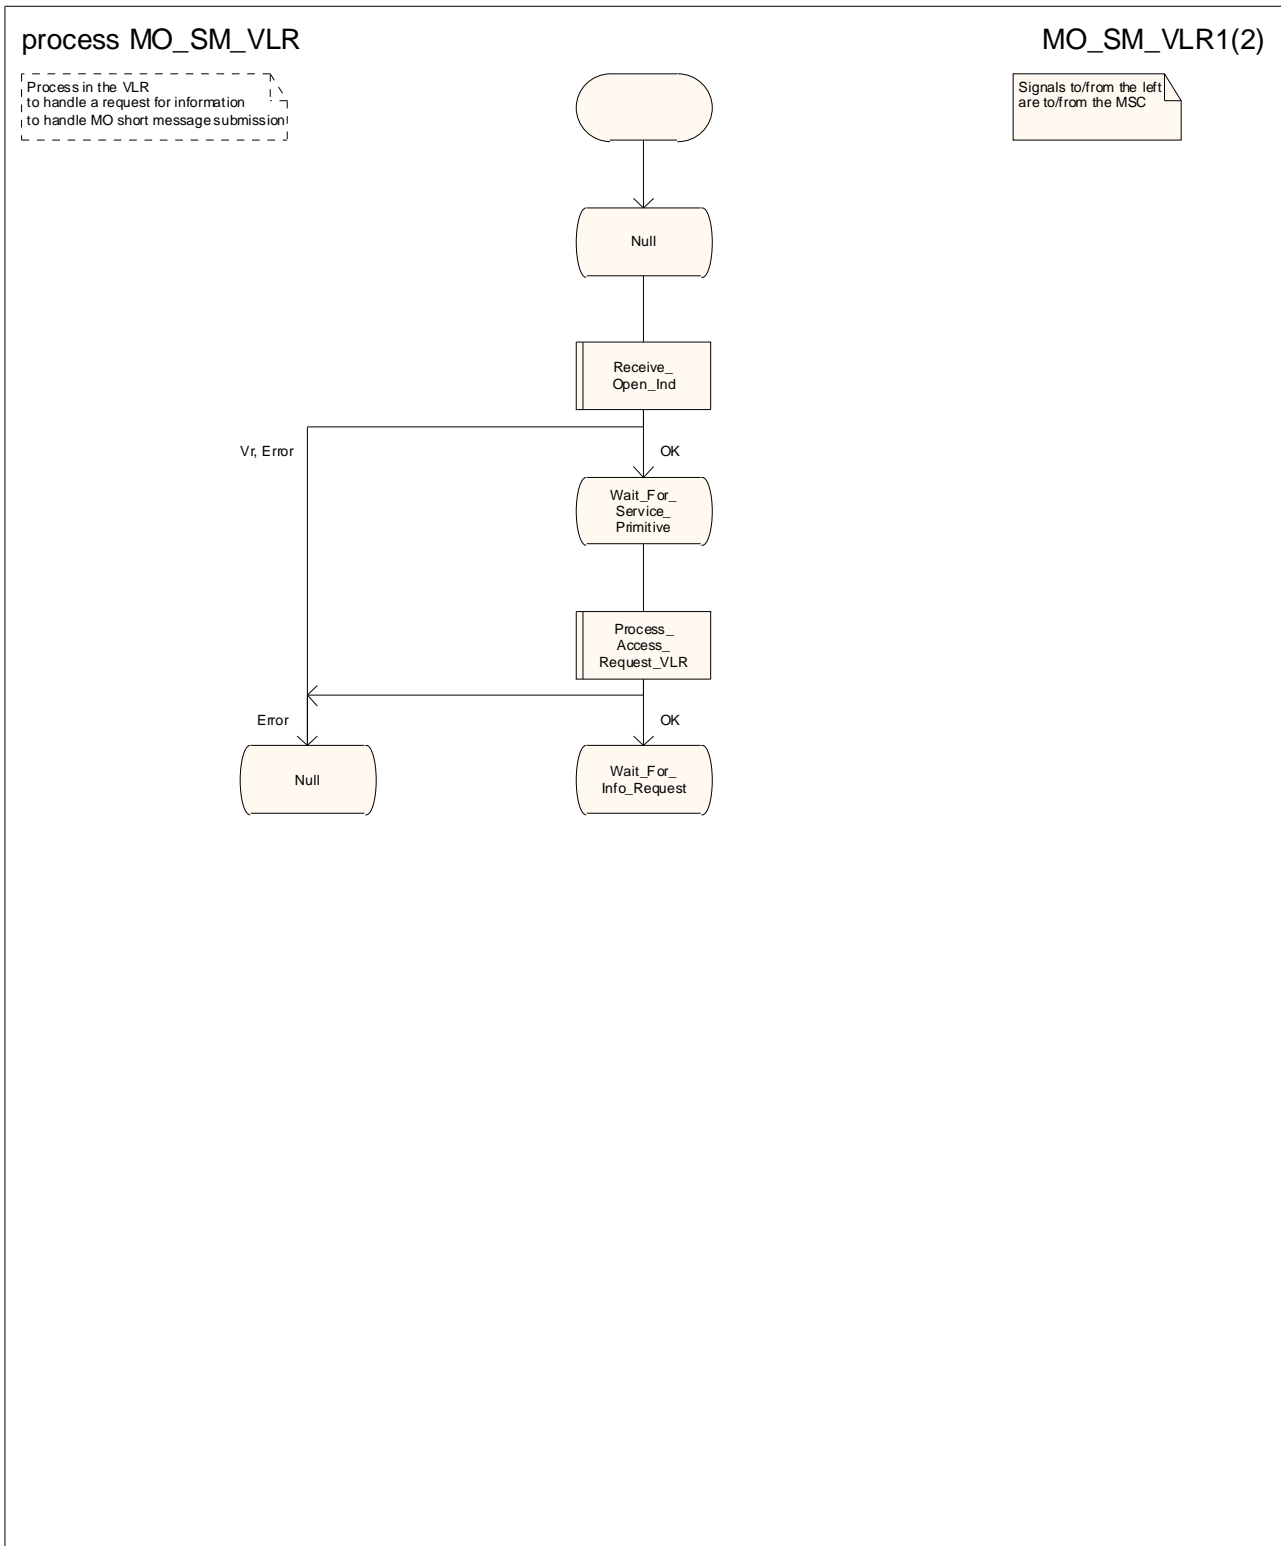 process MO_SM_VLR
MO_SM_VLR1(2)
Process in the VLR
to handle a request for information
to handle MO short message submission
Signals to/from the left
are to/from the MSC
Null
Receive_
Open_Ind
Vr, Error
OK
Wait_For_
Service_
Primitive
Process_
Access_
Request_VLR
Error
OK
Null
Wait_For_
Info_Request